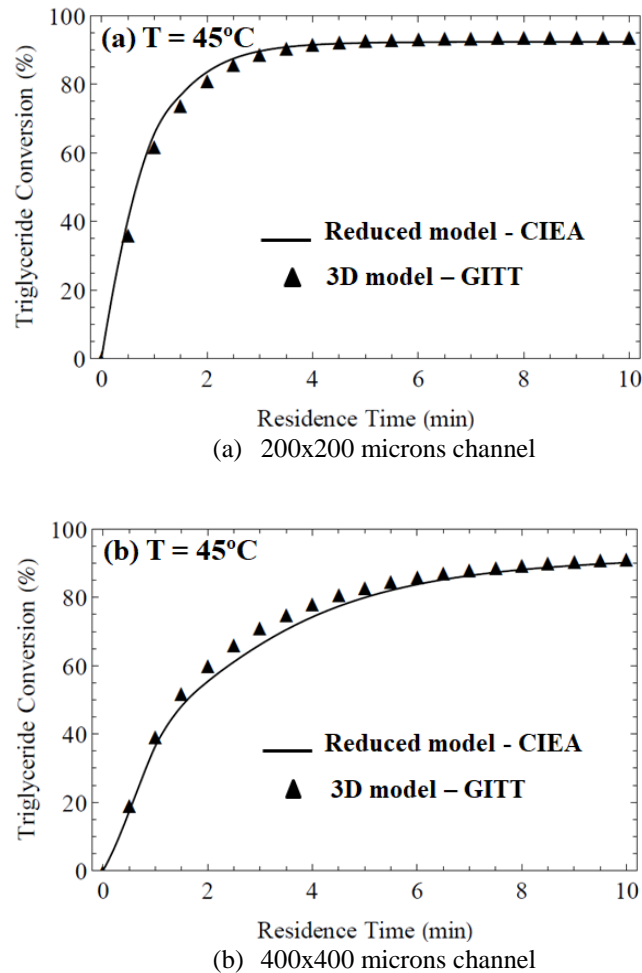 (a) T = 45ºC
Triglyceride Conversion (%)
100
80
60
40
20
0
Reduced model - CIEA
3D model – GITT
0 2 4 6 8 10
Residence Time (min)
(a) 200x200 microns channel
(b) T = 45ºC
Triglyceride Conversion (%)
100
80
60
40
20
0
Reduced model - CIEA
3D model – GITT
0 2 4 6 8 10
Residence Time (min)
(b) 400x400 microns channel